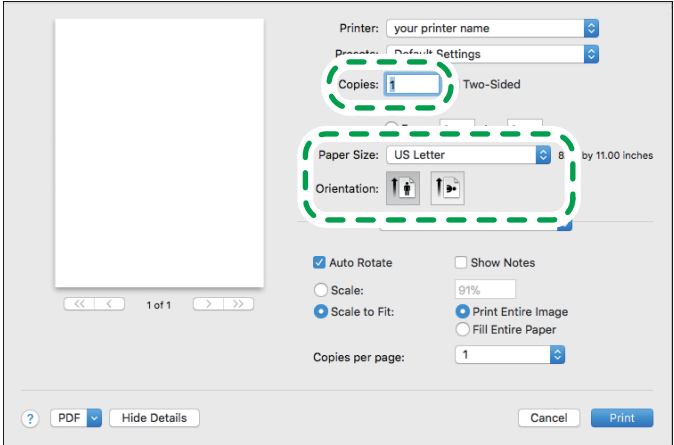 Printer: your printer name
Presets: Default Settings
Copies: 1 Two-Sided
Paper Size: US Letter by 11.00 inches
Orientation:
Auto Rotate Show Notes
Scale: 91%
Scale to Fit: Print Entire Image
Fill Entire Paper
<< < 1 of 1 > >>
Copies per page: 1
? PDF Hide Details Cancel Print